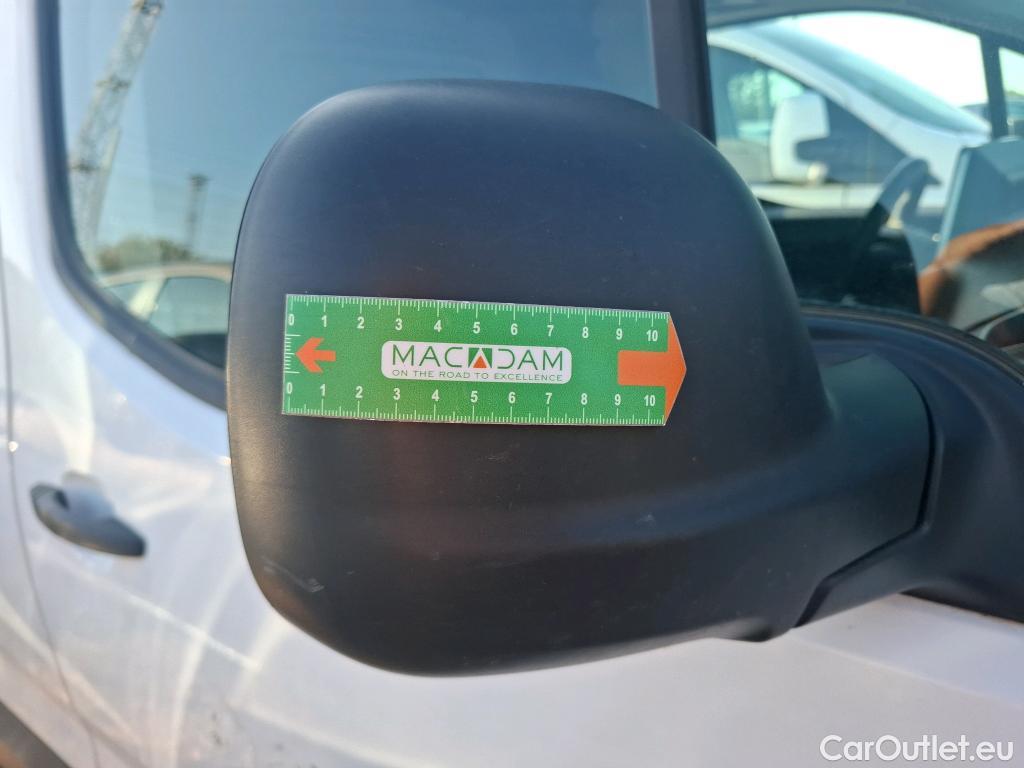 0 1 2 3 4 5 6 7 8 9 10
MACADAM
ON THE ROAD TO EXCELLENCE
0 1 2 3 4 5 6 7 8 9 10
CarOutlet.eu